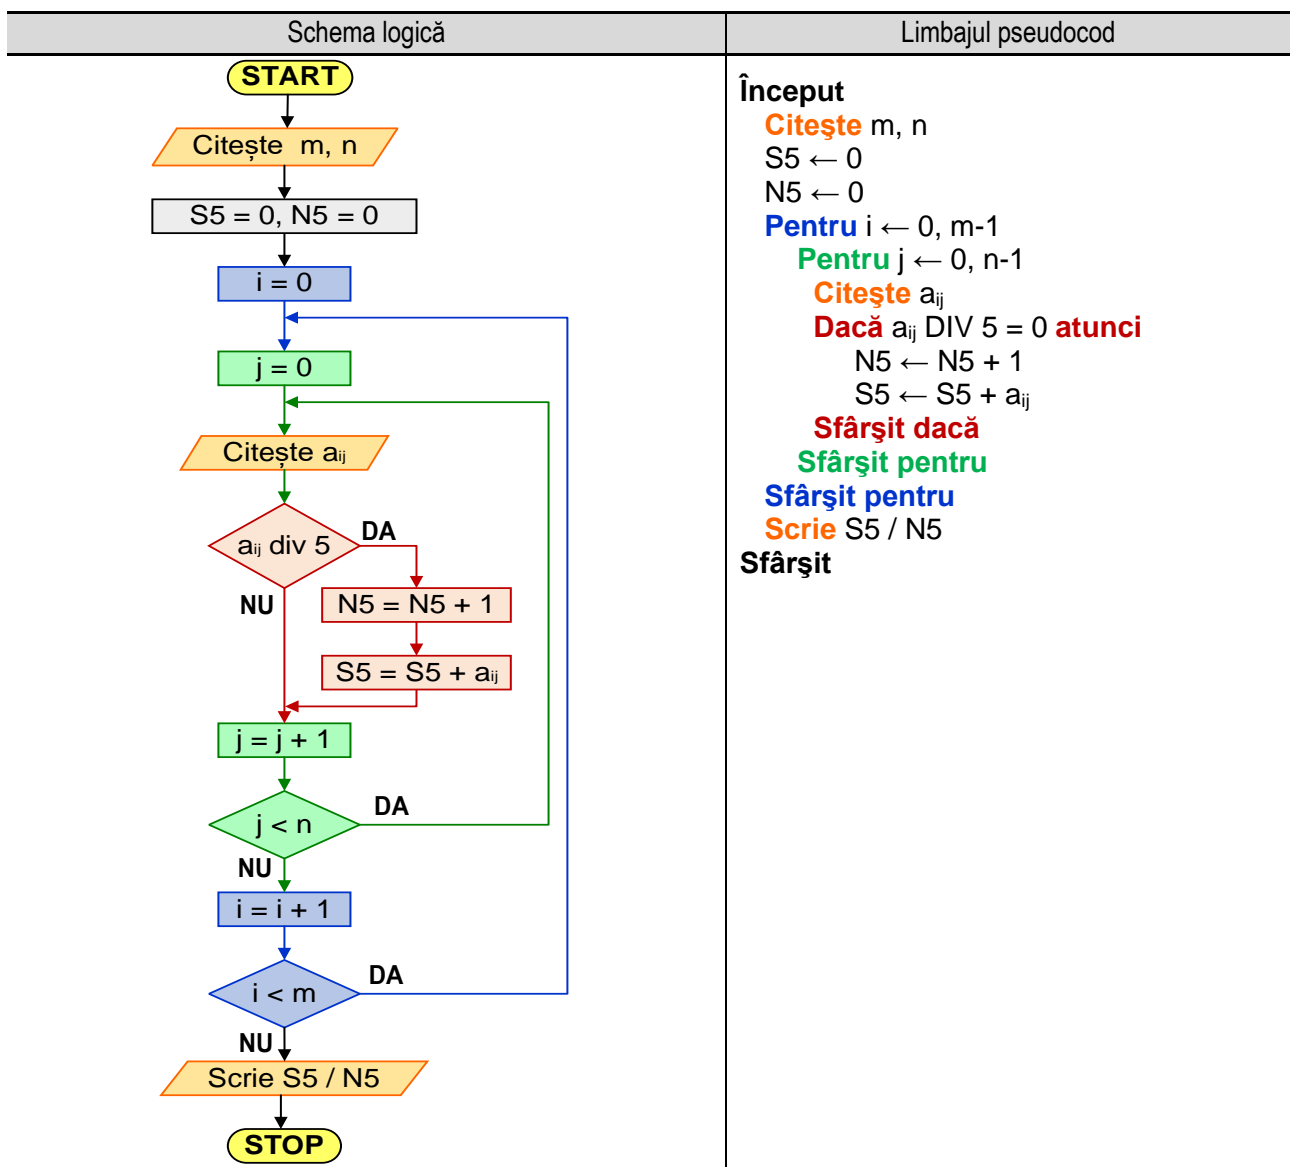 Schema logică
Limbajul pseudocod
START
Citește m, n
S5 = 0, N5 = 0
i = 0
j = 0
Citește aij
aij div 5
DA
NU
N5 = N5 + 1
S5 = S5 + aij
j = j + 1
j < n
DA
NU
i = i + 1
i < m
DA
NU
Scrie S5 / N5
STOP
Început
Citeşte m, n
S5 ← 0
N5 ← 0
Pentru i ← 0, m-1
Pentru j ← 0, n-1
Citeşte aij
Dacă aij DIV 5 = 0 atunci
N5 ← N5 + 1
S5 ← S5 + aij
Sfârşit dacă
Sfârşit pentru
Sfârşit pentru
Scrie S5 / N5
Sfârşit